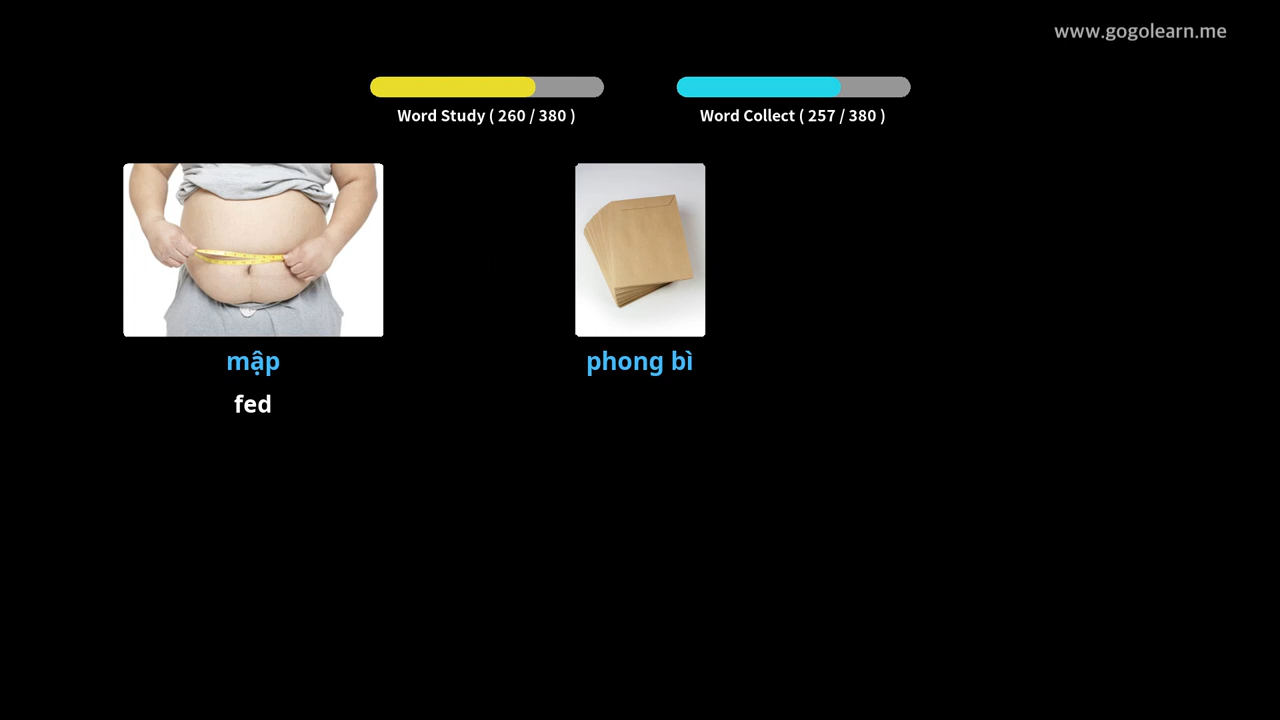 www.gogolearn.me
Word Study ( 260 / 380 )
Word Collect ( 257 / 380 )
mập
phong bì
fed